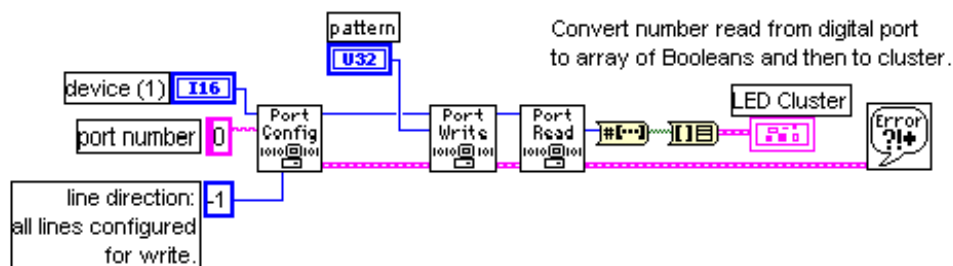 pattern
U32
Convert number read from digital port
to array of Booleans and then to cluster.
device (1)
I16
port number
0
Port
Config
Port
Write
Port
Read
#[...]
[]
LED Cluster
Error
?!+
line direction:
all lines configured
for write.
-1